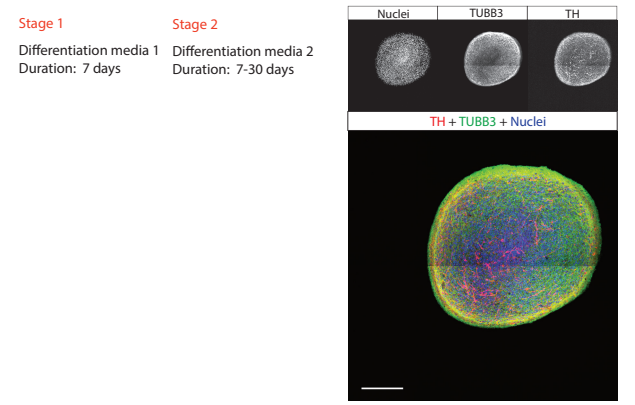 Stage 1
Differentiation media 1
Duration: 7 days
Stage 2
Differentiation media 2
Duration: 7-30 days
Nuclei
TUBB3
TH
TH + TUBB3 + Nuclei